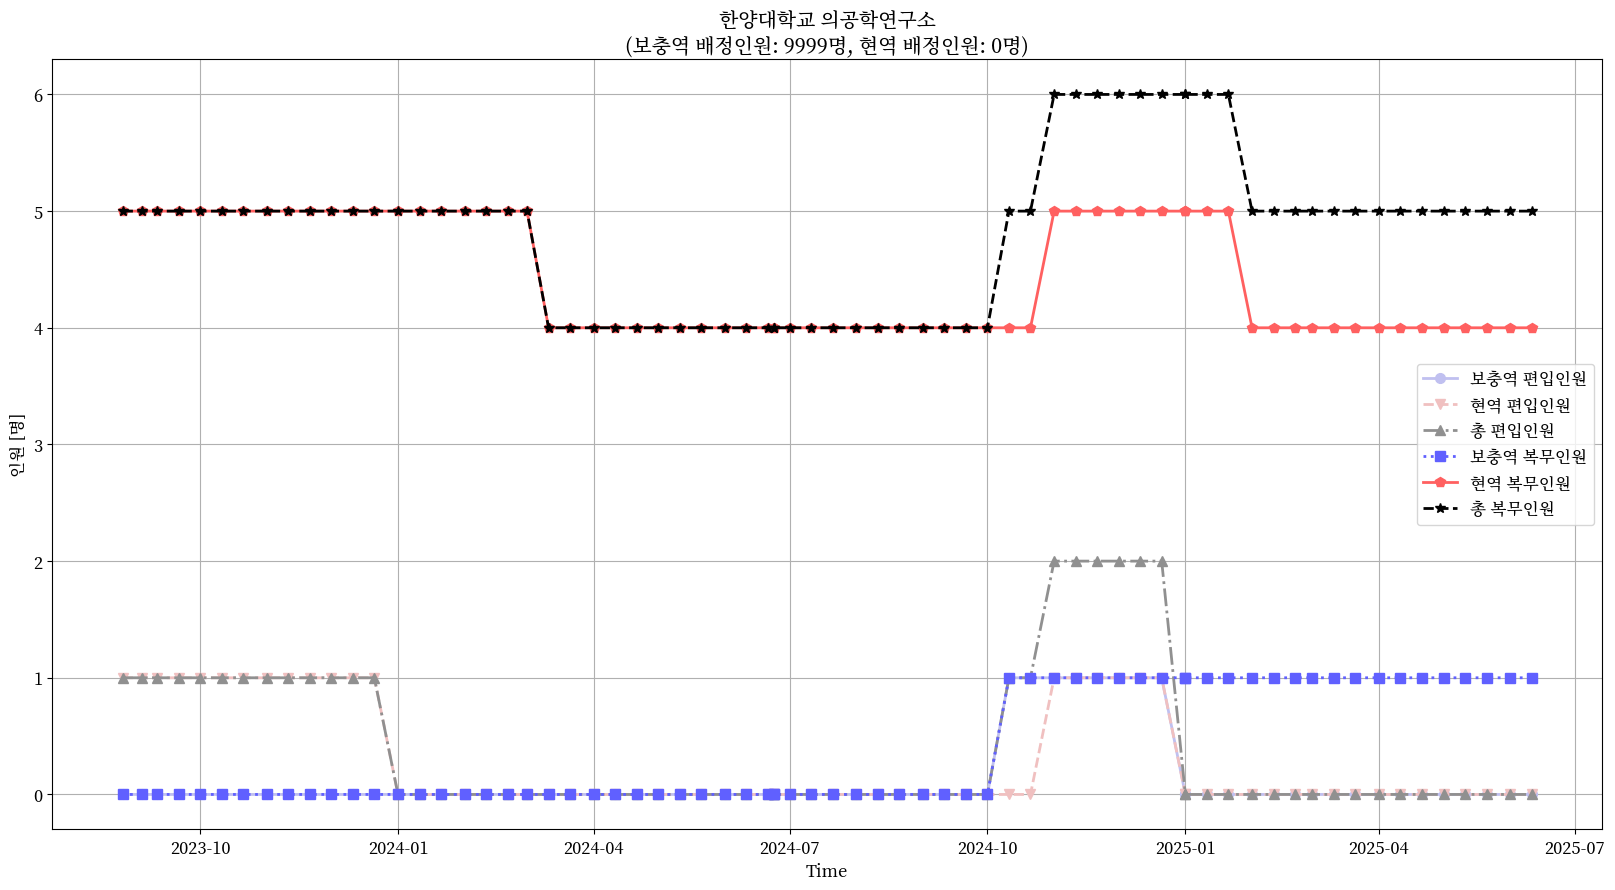 한양대학교 의공학연구소
(보충역 배정인원: 9999명, 현역 배정인원: 0명)
인원 [명]
6
5
4
3
2
1
0
보충역 편입인원
현역 편입인원
총 편입인원
보충역 복무인원
현역 복무인원
총 복무인원
2023-10
2024-01
2024-04
2024-07
2024-10
2025-01
2025-04
2025-07
Time